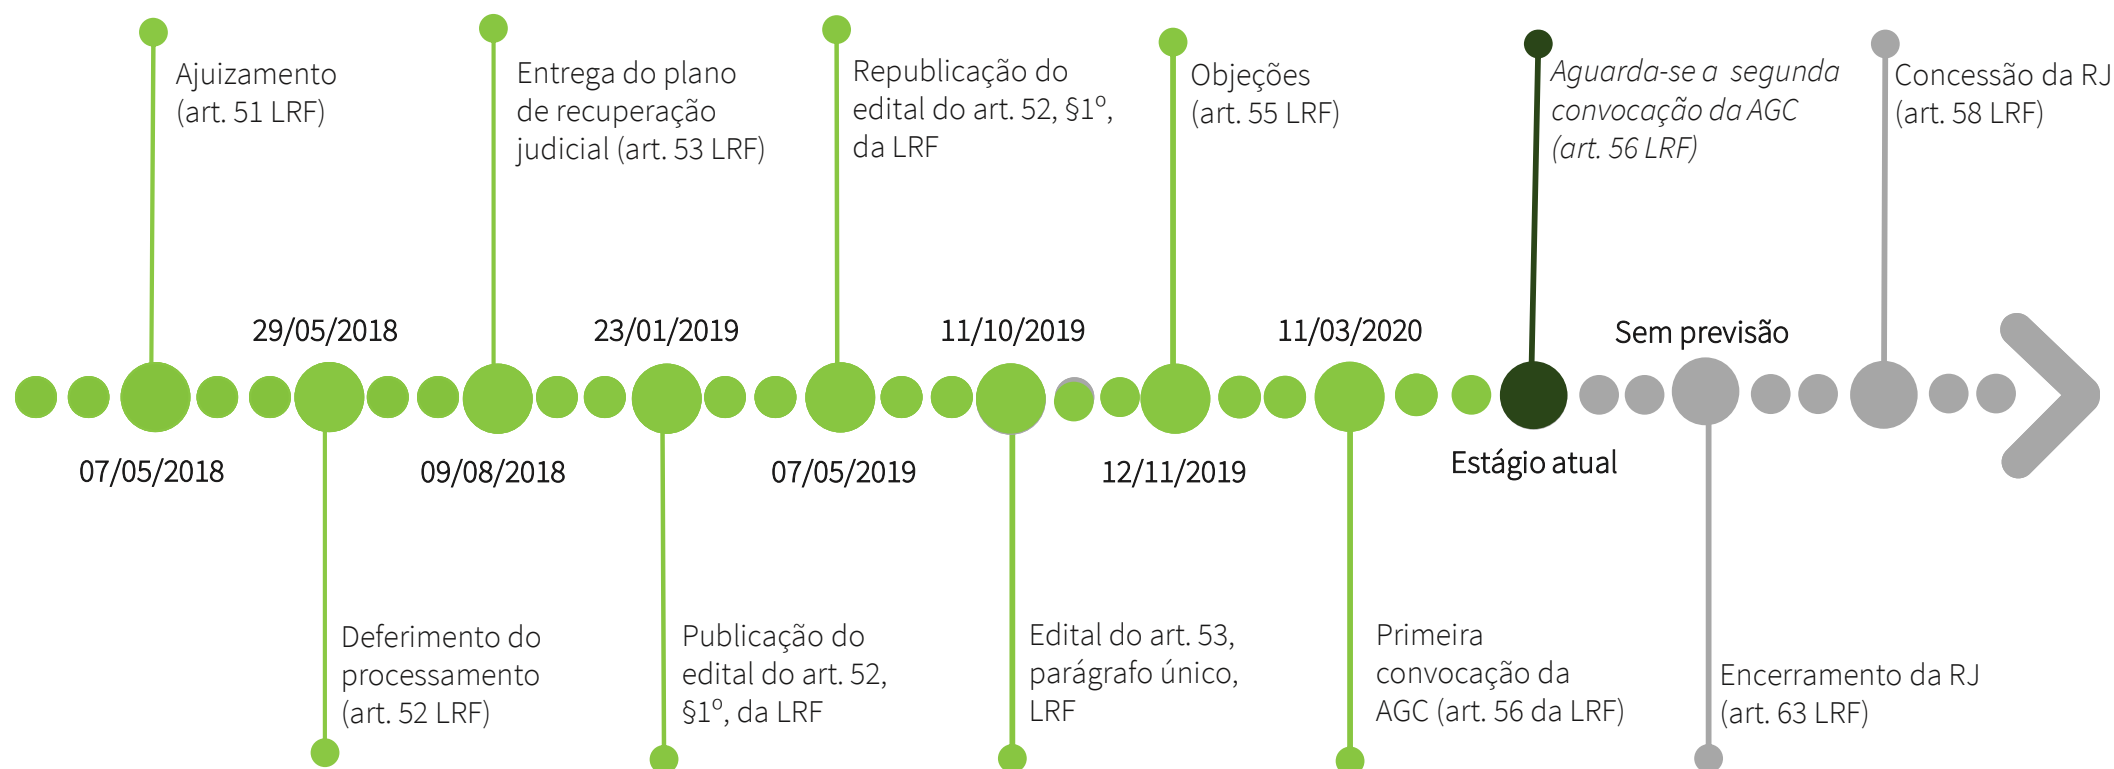 Ajuizamento
(art. 51 LRF)
Entrega do plano
de recuperação
judicial (art. 53 LRF)
Republicação do
edital do art. 52, §1º,
da LRF
Objeções
(art. 55 LRF)
Aguarda-se a segunda
convocação da AGC
(art. 56 LRF)
Concessão da RJ
(art. 58 LRF)
29/05/2018
23/01/2019
11/10/2019
11/03/2020
Sem previsão
07/05/2018
09/08/2018
07/05/2019
12/11/2019
Estágio atual
Deferimento do
processamento
(art. 52 LRF)
Publicação do
edital do art. 52,
§1º, da LRF
Edital do art. 53,
parágrafo único,
LRF
Primeira
convocação da
AGC (art. 56 da LRF)
Encerramento da RJ
(art. 63 LRF)